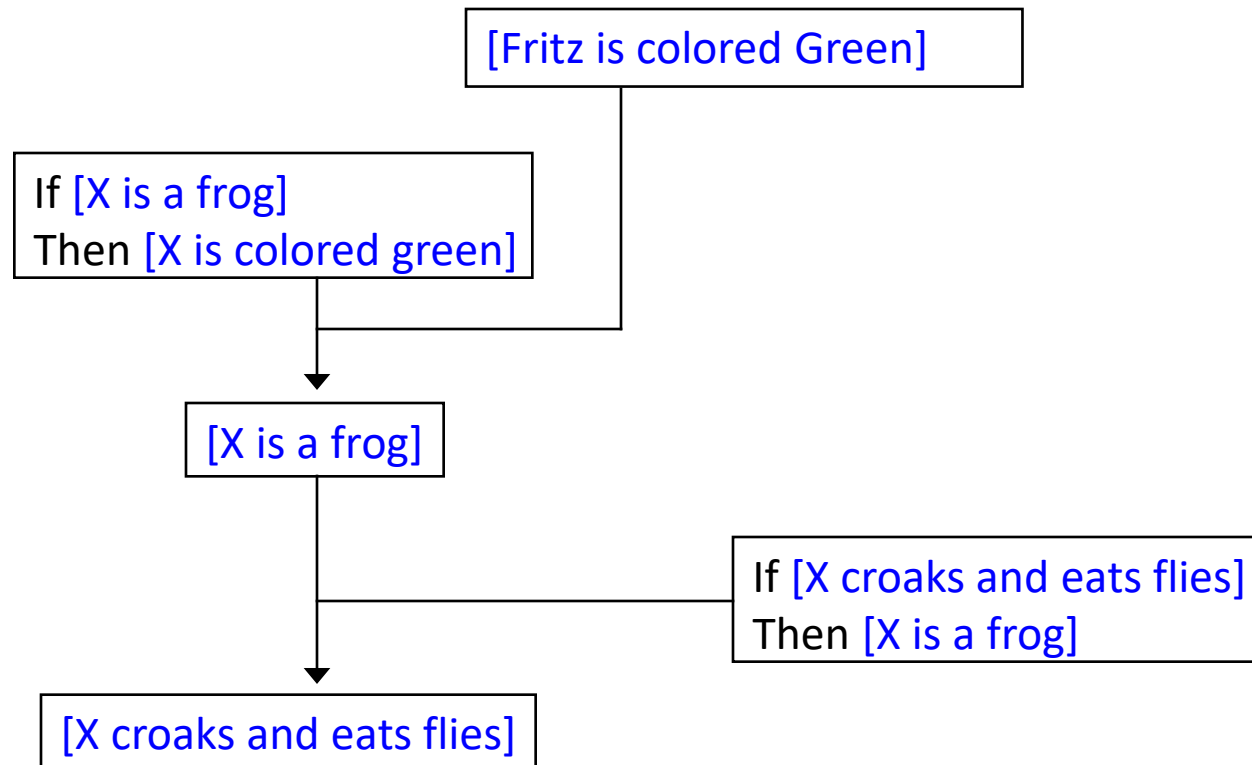 [Fritz is colored Green]
If [X is a frog]
Then [X is colored green]
[X is a frog]
If [X croaks and eats flies]
Then [X is a frog]
[X croaks and eats flies]